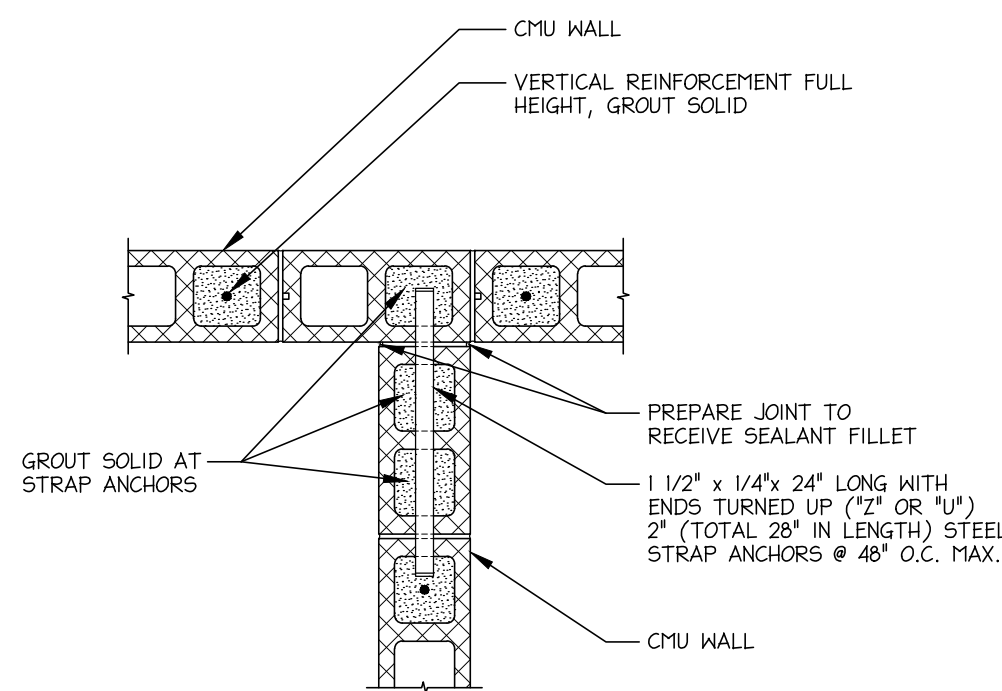 CMU WALL
VERTICAL REINFORCEMENT FULL
HEIGHT, GROUT SOLID
PREPARE JOINT TO
RECEIVE SEALANT FILLET
GROUT SOLID AT
STRAP ANCHORS
1 1/2" x 1/4"x 24" LONG WITH
ENDS TURNED UP ("Z" OR "U")
2" (TOTAL 28" IN LENGTH) STEEL
STRAP ANCHORS @ 48" O.C. MAX.
CMU WALL